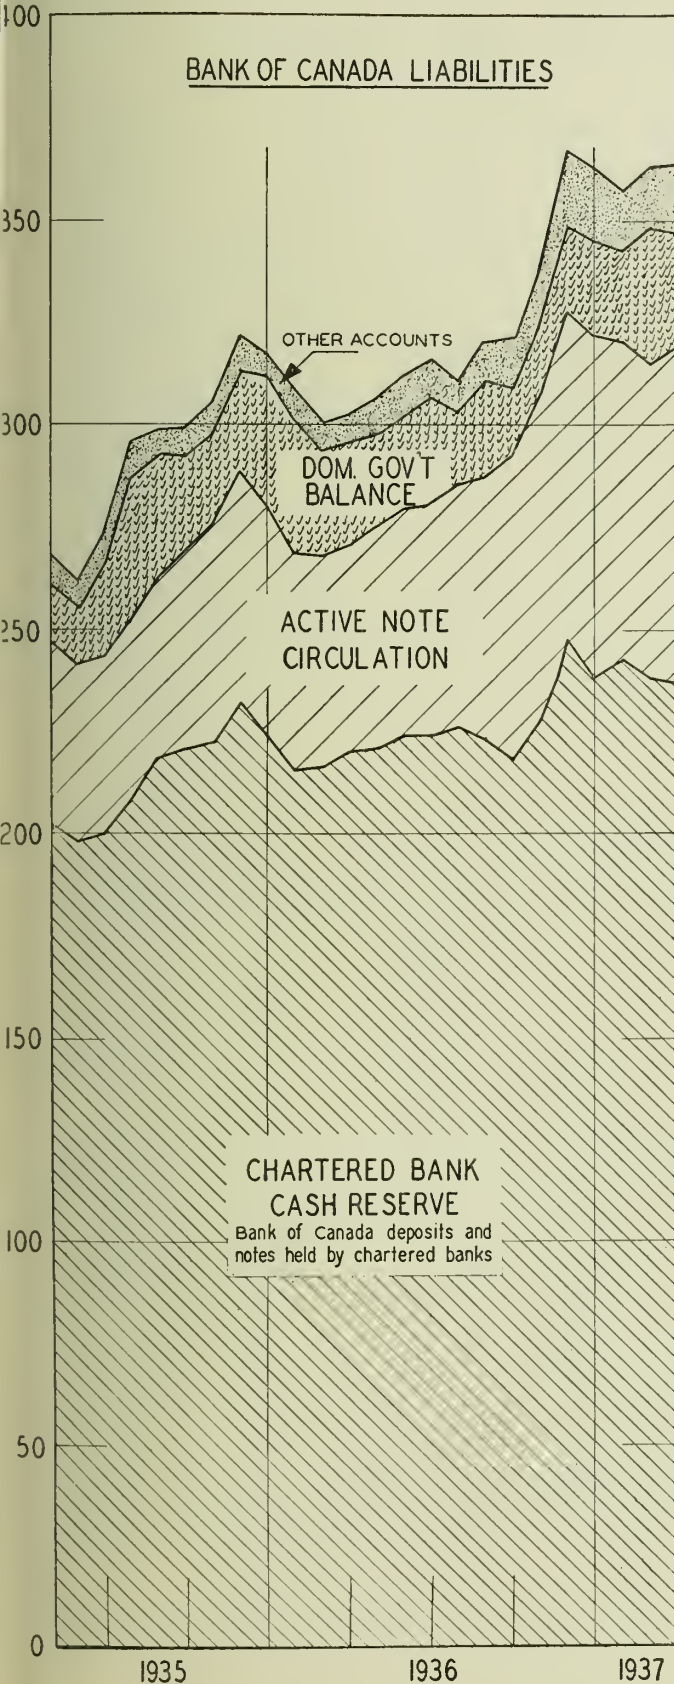 400
BANK OF CANADA LIABILITIES
350
OTHER ACCOUNTS
300
DOM. GOV'T
BALANCE
250
ACTIVE NOTE
CIRCULATION
200
150
CHARTERED BANK
CASH RESERVE
Bank of Canada deposits and
notes held by chartered banks
100
50
0
1935 1936 1937